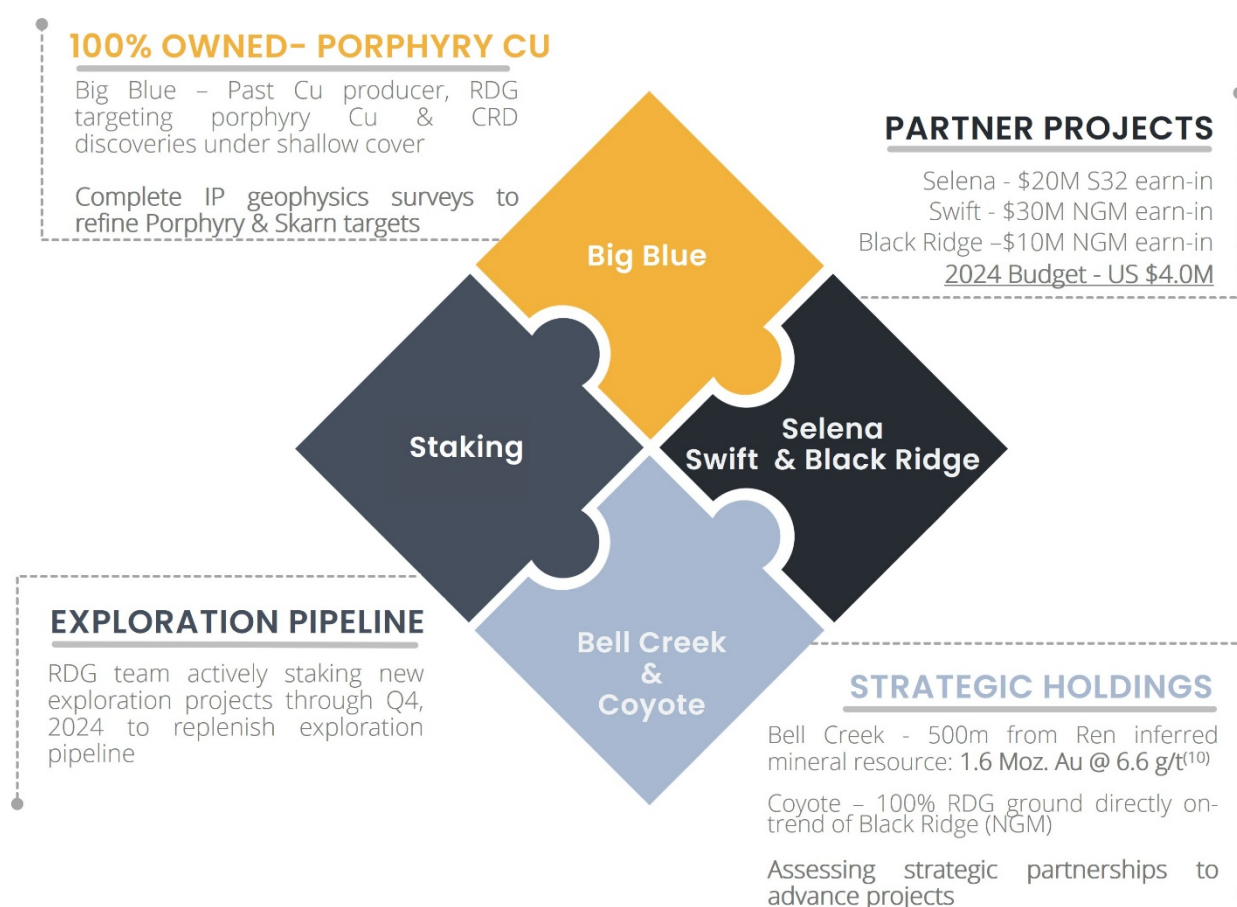 100% OWNED- PORPHYRY CU
Big Blue – Past Cu producer, RDG
targeting porphyry Cu & CRD
discoveries under shallow cover
Complete IP geophysics surveys to
refine Porphyry & Skarn targets
PARTNER PROJECTS
Selena - $20M S32 earn-in
Swift - $30M NGM earn-in
Black Ridge –$10M NGM earn-in
2024 Budget - US $4.0M
Big Blue
Staking
Selena
Swift & Black Ridge
Bell Creek
&
Coyote
EXPLORATION PIPELINE
RDG team actively staking new
exploration projects through Q4,
2024 to replenish exploration
pipeline
STRATEGIC HOLDINGS
Bell Creek - 500m from Ren inferred
mineral resource: 1.6 Moz. Au @ 6.6 g/t(10)
Coyote – 100% RDG ground directly on-
trend of Black Ridge (NGM)
Assessing strategic partnerships to
advance projects